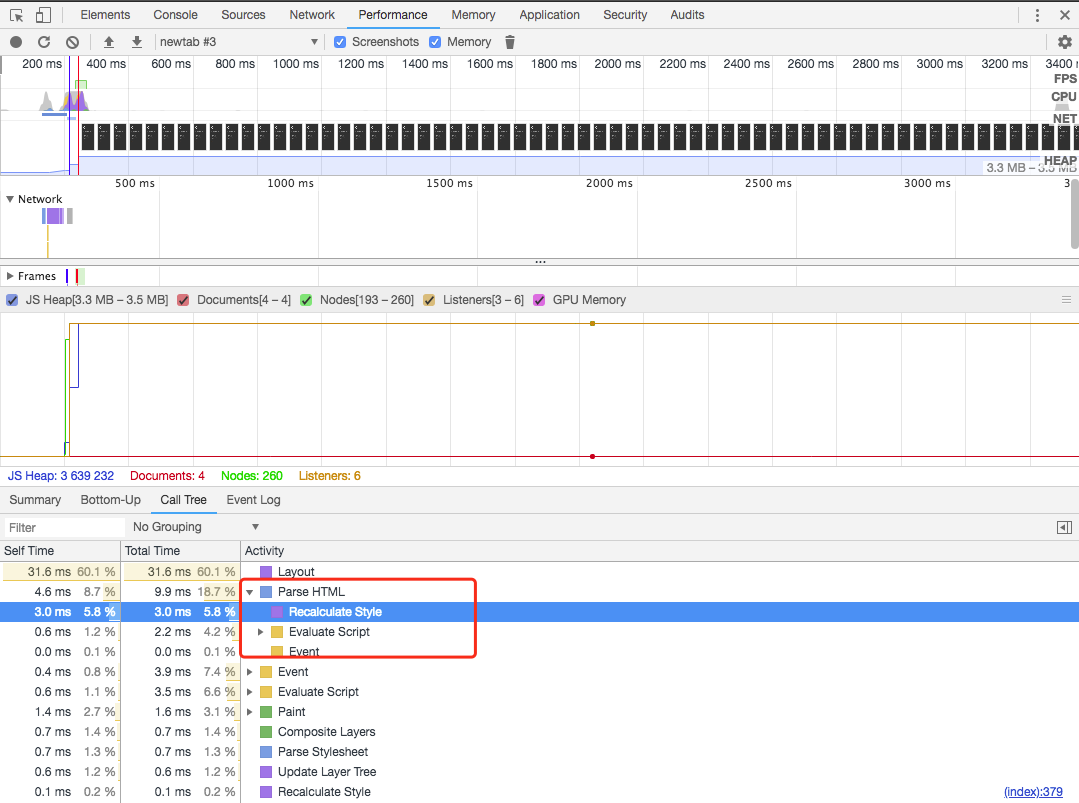 Elements Console Sources Network Performance Memory Application Security Audits
newtab #3 Screenshots Memory
200 ms 400 ms 600 ms 800 ms 1000 ms 1200 ms 1400 ms 1600 ms 1800 ms 2000 ms 2200 ms 2400 ms 2600 ms 2800 ms 3000 ms 3200 ms 3400
FPS
CPU
NET
HEAP
3.3 MB – 3.5 MB
500 ms 1000 ms 1500 ms 2000 ms 2500 ms 3000 ms 3
Network
...
Frames
JS Heap[3.3 MB – 3.5 MB] Documents[4 – 4] Nodes[193 – 260] Listeners[3 – 6] GPU Memory
JS Heap: 3 639 232 Documents: 4 Nodes: 260 Listeners: 6
Summary Bottom-Up Call Tree Event Log
Filter No Grouping
Self Time Total Time Activity
31.6 ms 60.1 % 31.6 ms 60.1 % Layout
4.6 ms 8.7 % 9.9 ms 18.7 % Parse HTML
3.0 ms 5.8 % 3.0 ms 5.8 % Recalculate Style
0.6 ms 1.2 % 2.2 ms 4.2 % Evaluate Script
0.0 ms 0.1 % 0.0 ms 0.1 % Event
0.4 ms 0.8 % 3.9 ms 7.4 % Event
0.6 ms 1.1 % 3.5 ms 6.6 % Evaluate Script
1.4 ms 2.7 % 1.6 ms 3.1 % Paint
0.7 ms 1.4 % 0.7 ms 1.4 % Composite Layers
0.7 ms 1.3 % 0.7 ms 1.3 % Parse Stylesheet
0.6 ms 1.2 % 0.6 ms 1.2 % Update Layer Tree
0.1 ms 0.2 % 0.1 ms 0.2 % Recalculate Style (index):379